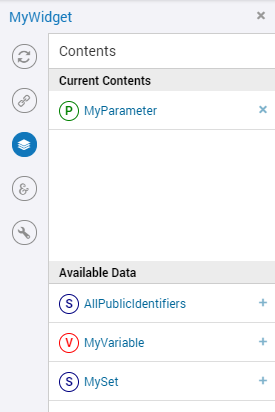 MyWidget
Contents
Current Contents
P MyParameter
Available Data
S AllPublicIdentifiers
V MyVariable
S MySet